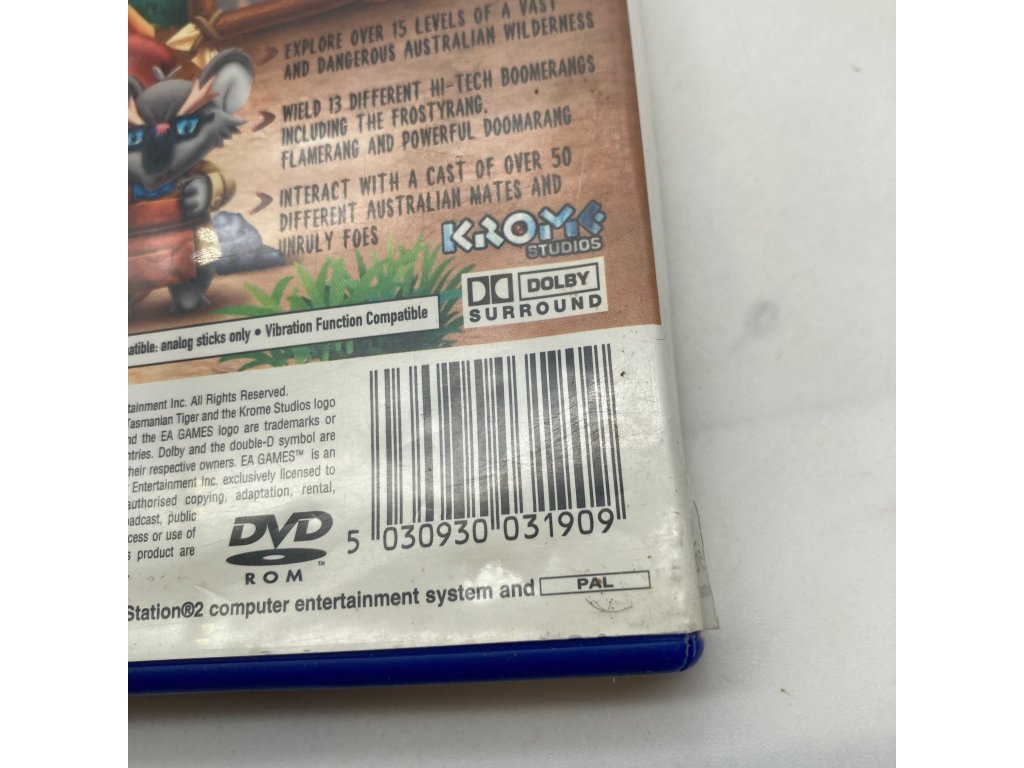 EXPLORE OVER 15 LEVELS OF A VAST
AND DANGEROUS AUSTRALIAN WILDERNESS
WIELD 13 DIFFERENT HI-TECH BOOMERANGS
INCLUDING THE FROSTYRANG,
FLAMERANG AND POWERFUL DOOMARANG
INTERACT WITH A CAST OF OVER 50
DIFFERENT AUSTRALIAN MATES AND
UNRULY FOES
KROME
STUDIOS
DOLBY
SURROUND
atible: analog sticks only • Vibration Function Compatible
tainment Inc. All Rights Reserved.
Tasmanian Tiger and the Krome Studios logo
nd the EA GAMES logo are trademarks or
ntries. Dolby and the double-D symbol are
heir respective owners. EA GAMES™ is an
Entertainment Inc. exclusively licensed to
uthorised copying, adaptation, rental,
adcast, public
cess or use of
s product are
DVD
ROM
™
5 030930 031909
Station®2 computer entertainment system and PAL